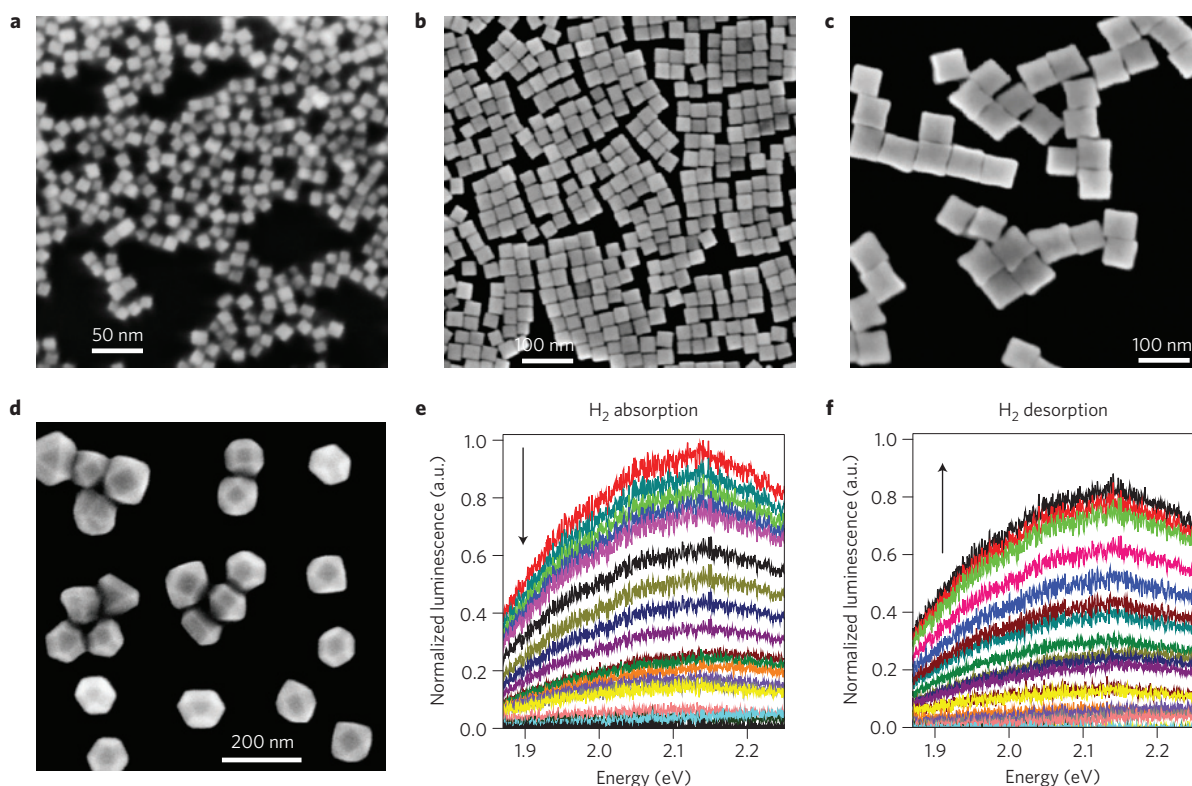 a
b
c
50 nm
100 nm
100 nm
d
e
f
H₂ absorption
H₂ desorption
200 nm
Normalized luminescence (a.u.)
1.0
0.8
0.6
0.4
0.2
0.0
1.9
2.0
2.1
2.2
Energy (eV)
Normalized luminescence (a.u.)
1.0
0.8
0.6
0.4
0.2
0.0
1.9
2.0
2.1
2.2
Energy (eV)